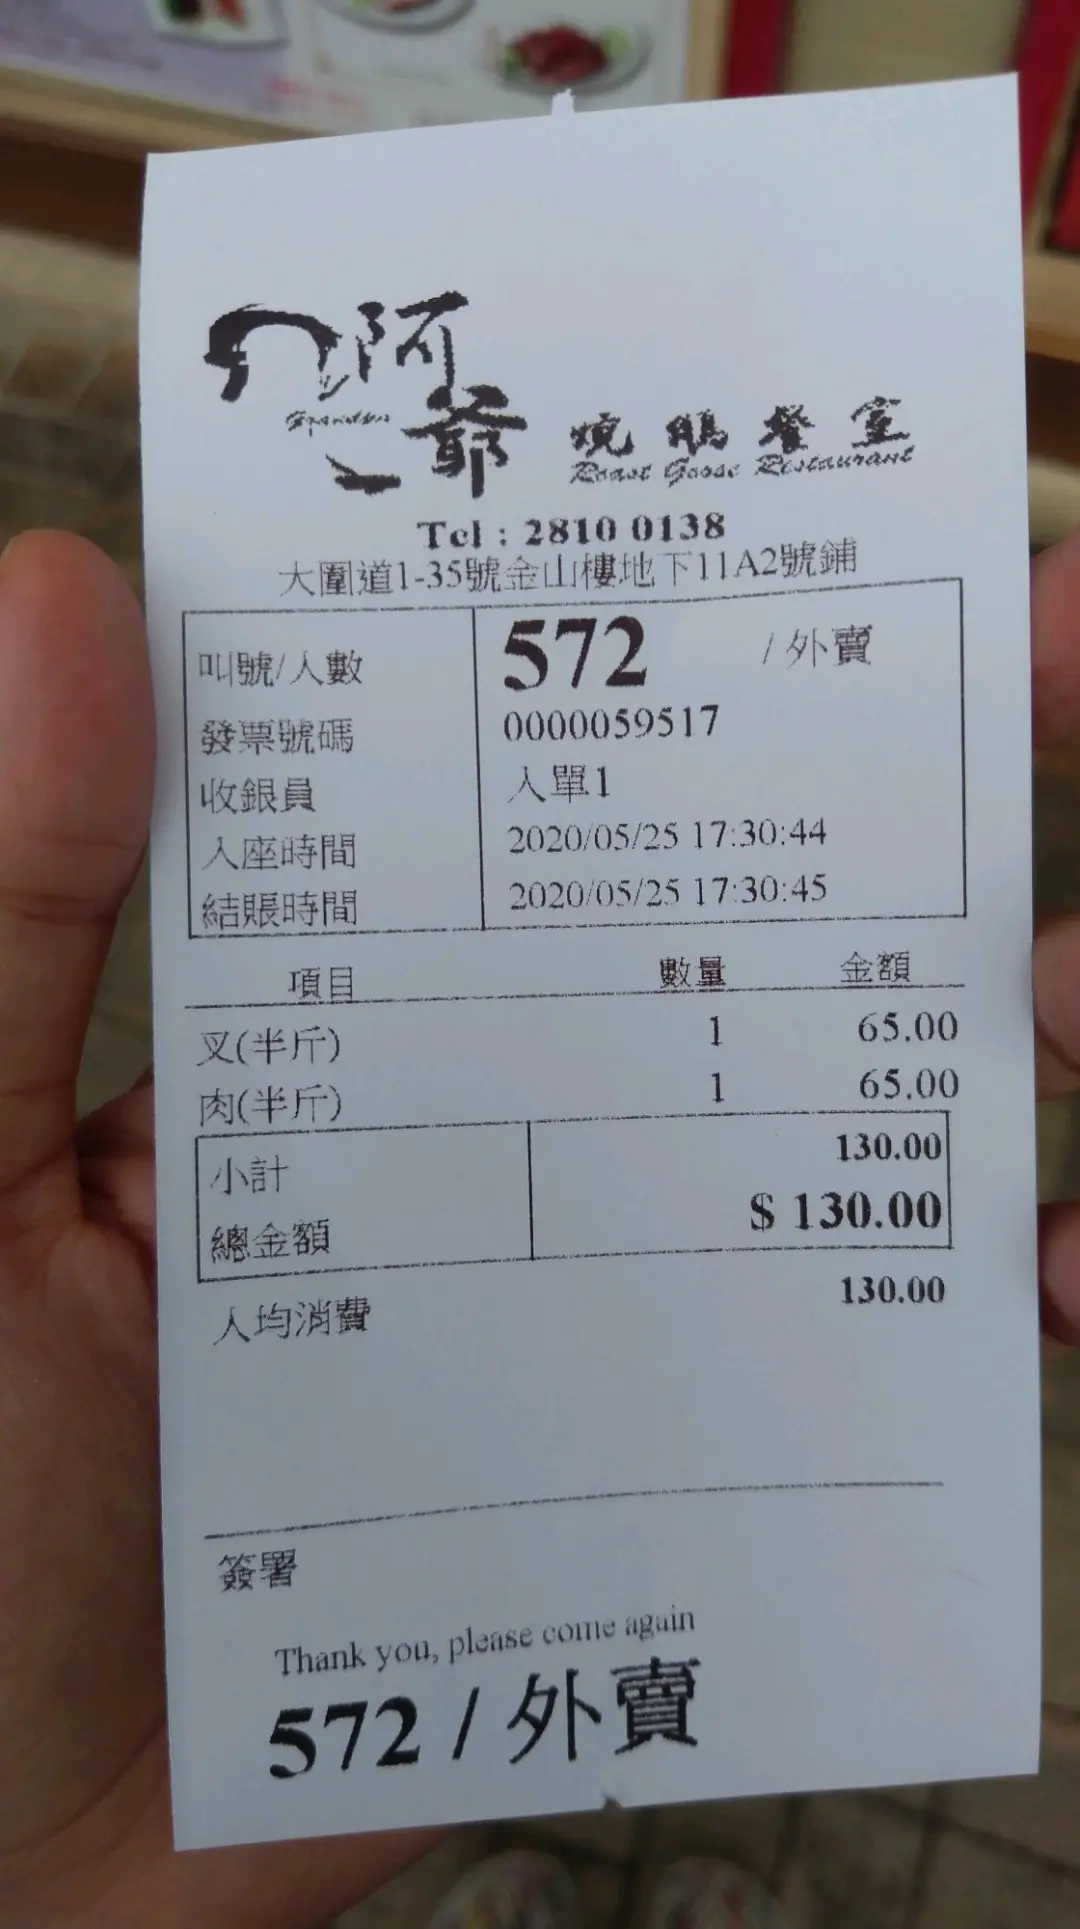 阿爺
Grandpa
燒鵝餐室
Roast Goose Restaurant
Tel : 2810 0138
大圍道1-35號金山樓地下11A2號鋪
叫號/人數 572 /外賣
發票號碼 0000059517
收銀員 入單1
入座時間 2020/05/25 17:30:44
結賬時間 2020/05/25 17:30:45
項目 數量 金額
叉(半斤) 1 65.00
肉(半斤) 1 65.00
小計 130.00
總金額 $ 130.00
人均消費 130.00
簽署
Thank you, please come again
572 / 外賣